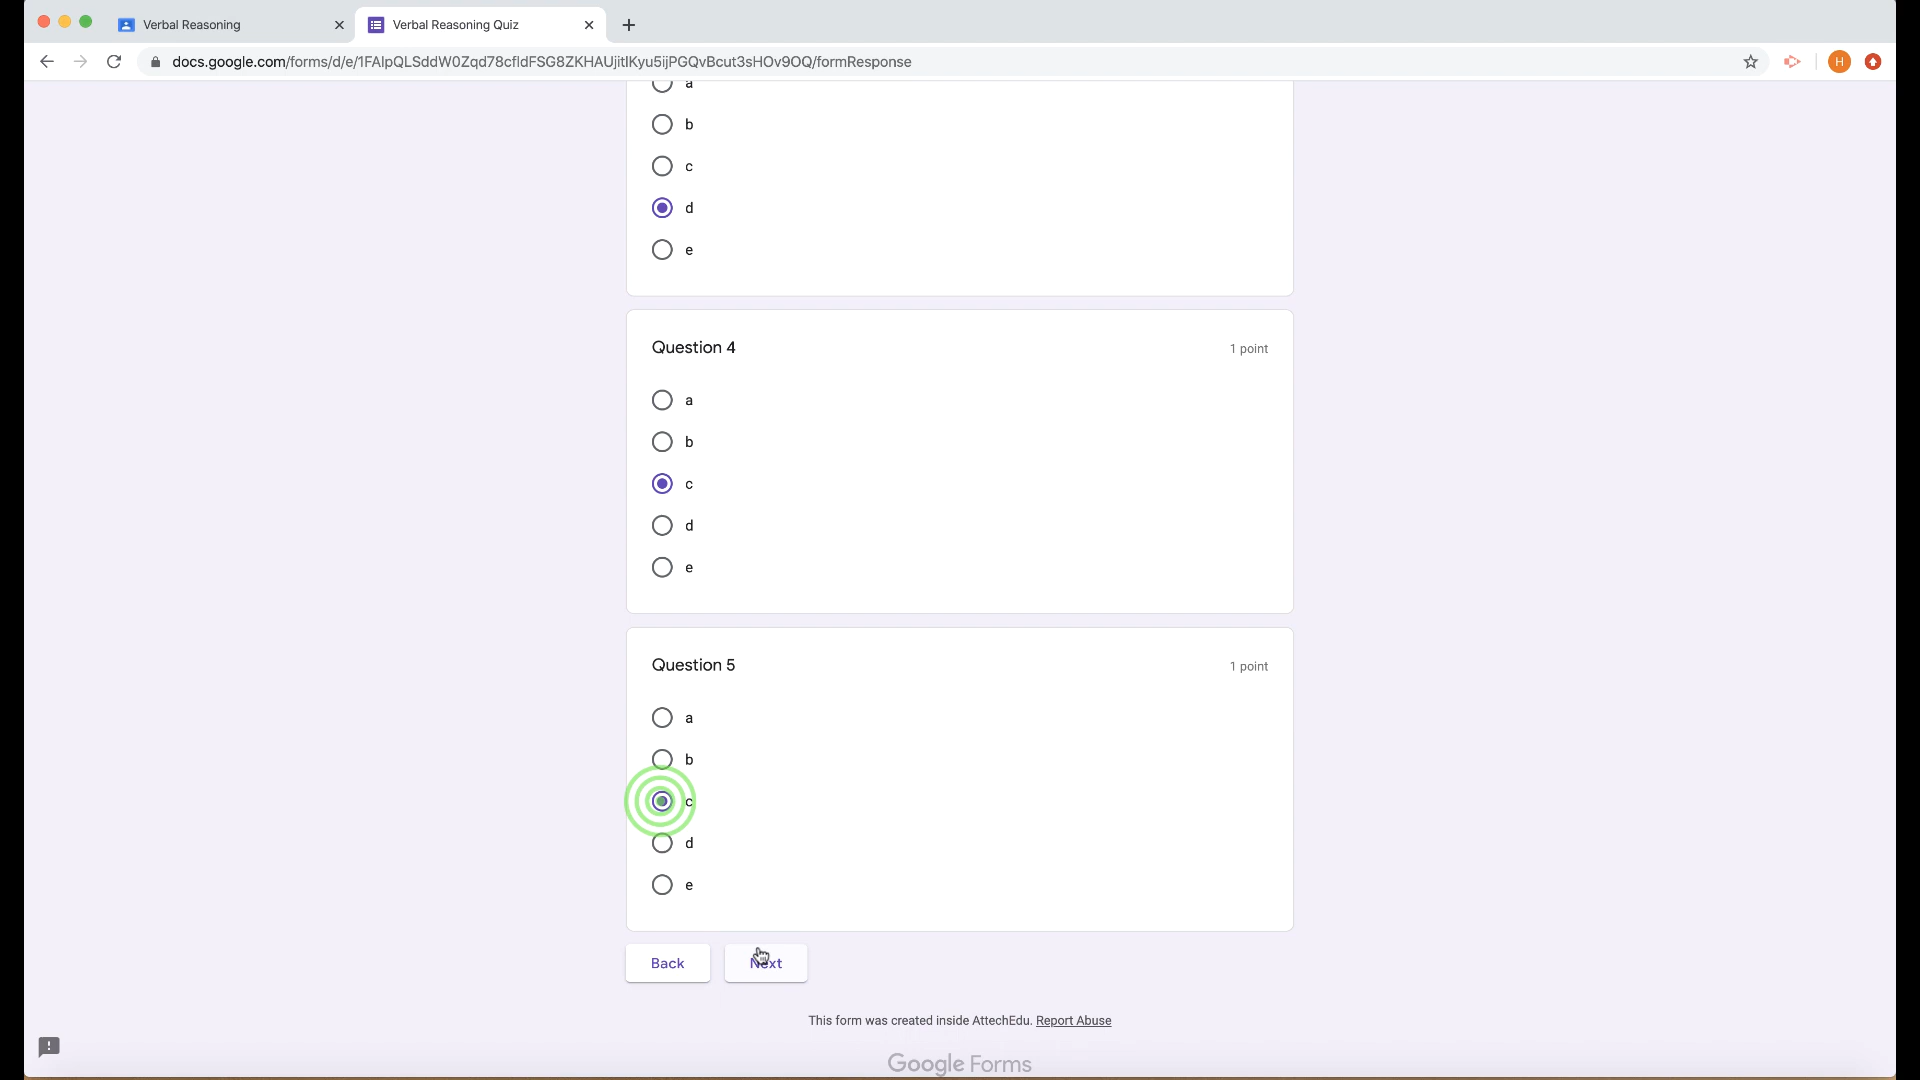 Verbal Reasoning
Verbal Reasoning Quiz
docs.google.com/forms/d/e/1FAIpQLSddW0Zqd78cfldFSG8ZKHAUjitlKyu5ijPGQvBcut3sHOv9OQ/formResponse
H
a
b
c
d
e
Question 4
1 point
a
b
c
d
e
Question 5
1 point
a
b
c
d
e
Back
Next
This form was created inside AttechEdu. Report Abuse
Google Forms